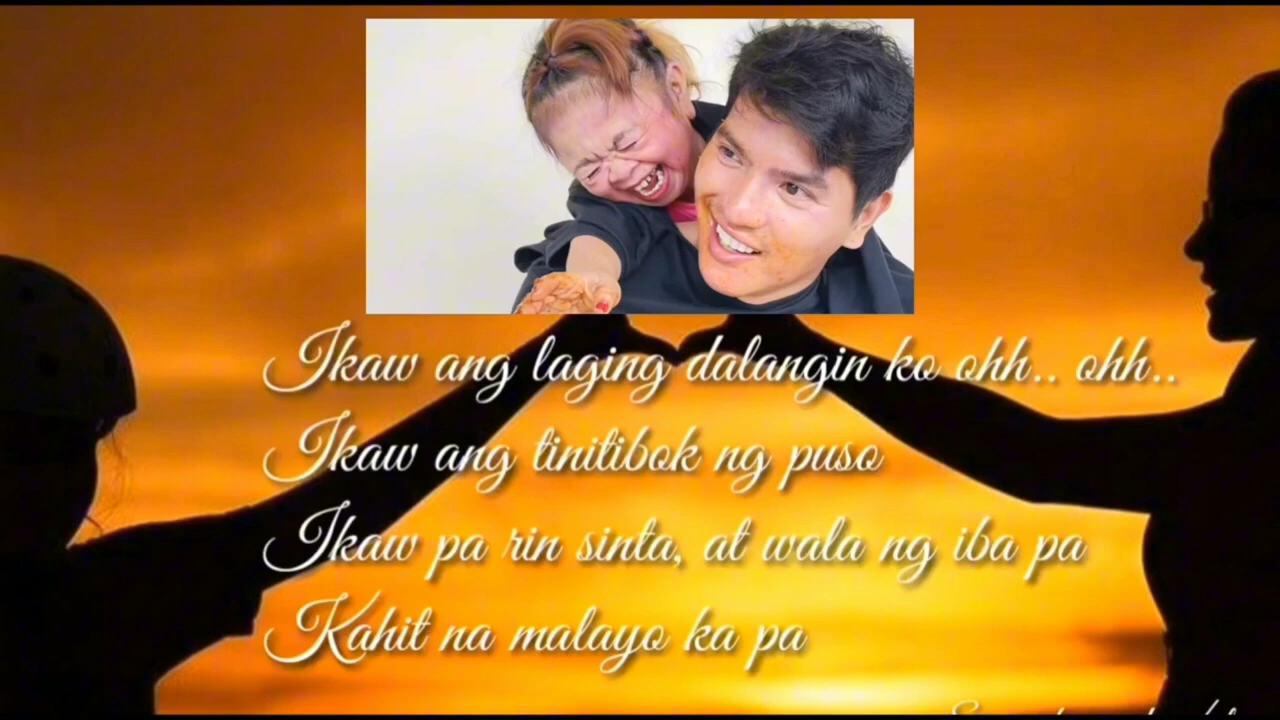 Ikaw ang laging dalangin ko ohh.. ohh..
Ikaw ang tinitibok ng puso
Ikaw pa rin sinta, at wala ng iba pa
Kahit na malayo ka pa